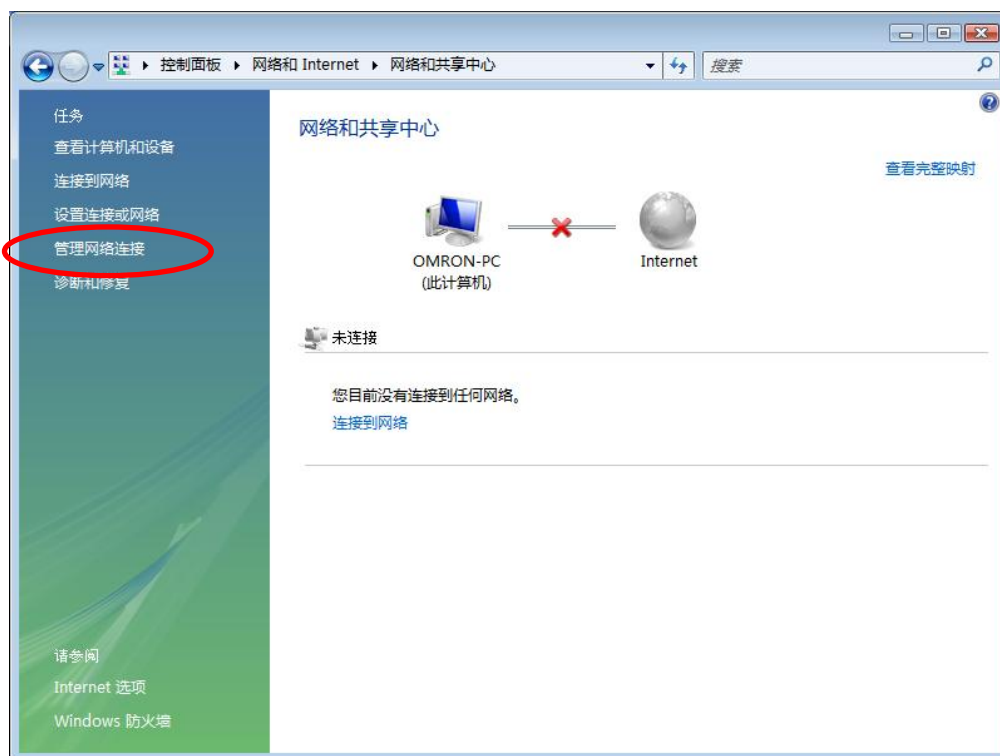 控制面板 网络和 Internet 网络和共享中心 搜索
任务
查看计算机和设备
连接到网络
设置连接或网络
管理网络连接
诊断和修复
请参阅
Internet 选项
Windows 防火墙
网络和共享中心
查看完整映射
OMRON-PC
(此计算机)
Internet
未连接
您目前没有连接到任何网络。
连接到网络